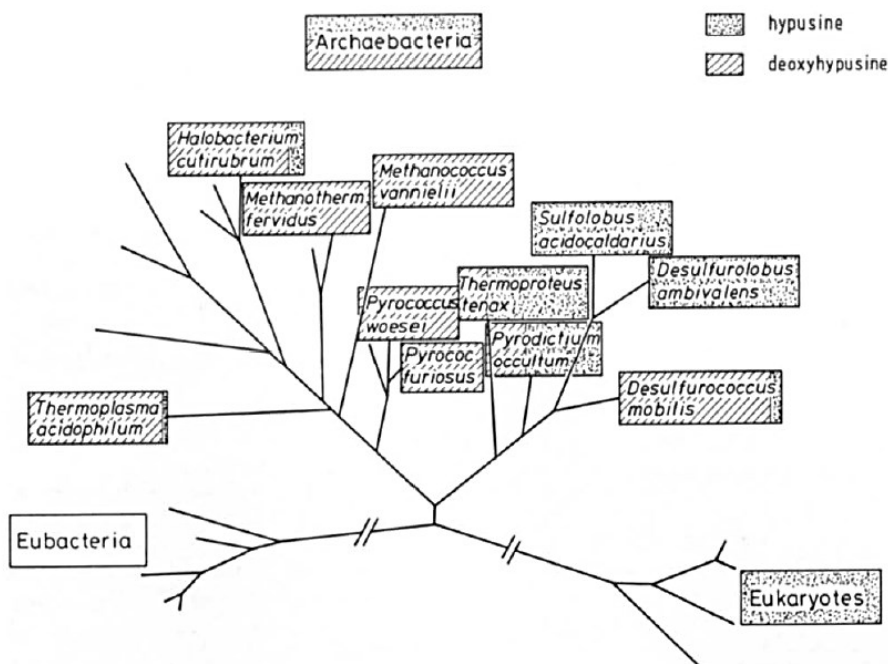 Archaebacteria
hypusine
deoxyhypusine
Halobacterium
cutirubrum
Methanotherm
fervidus
Methanococcus
vannielii
Sulfolobus
acidocaldarius
Desulfurolobus
ambivalens
Thermoproteus
tenax
Pyrococcus
woesei
Pyrococ
furiosus
Pyrodictium
occultum
Desulfurococcus
mobilis
Thermoplasma
acidophilum
Eubacteria
Eukaryotes